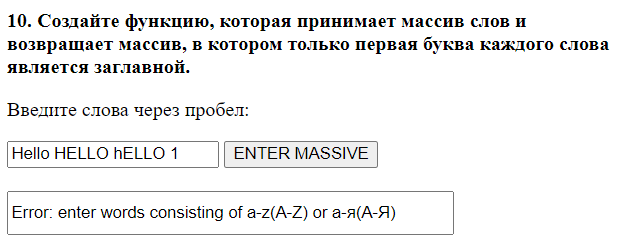 10. Создайте функцию, которая принимает массив слов и
возвращает массив, в котором только первая буква каждого слова
является заглавной.
Введите слова через пробел:
Hello HELLO hELLO 1 ENTER MASSIVE
Error: enter words consisting of a-z(A-Z) or а-я(А-Я)